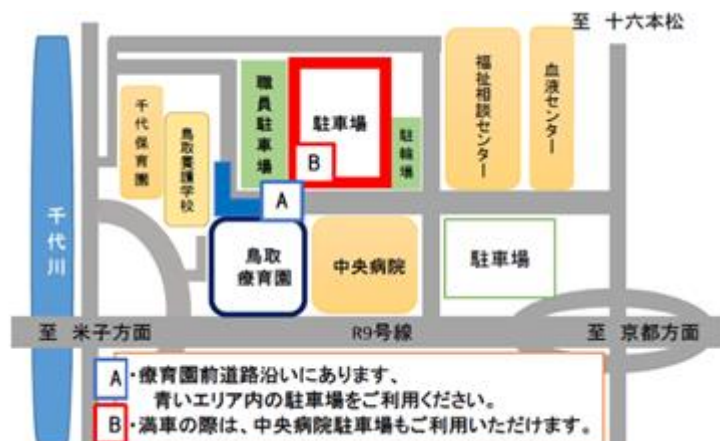 至 十六本松
福祉相談センター
血液センター
職員駐車場
駐車場
駐輪場
千代保育園
鳥取養護学校
B
A
千代川
鳥取
療育園
中央病院
駐車場
至 米子方面
R9号線
至 京都方面
A・療育園前道路沿いにあります、
青いエリア内の駐車場をご利用ください。
B・満車の際は、中央病院駐車場もご利用いただけます。